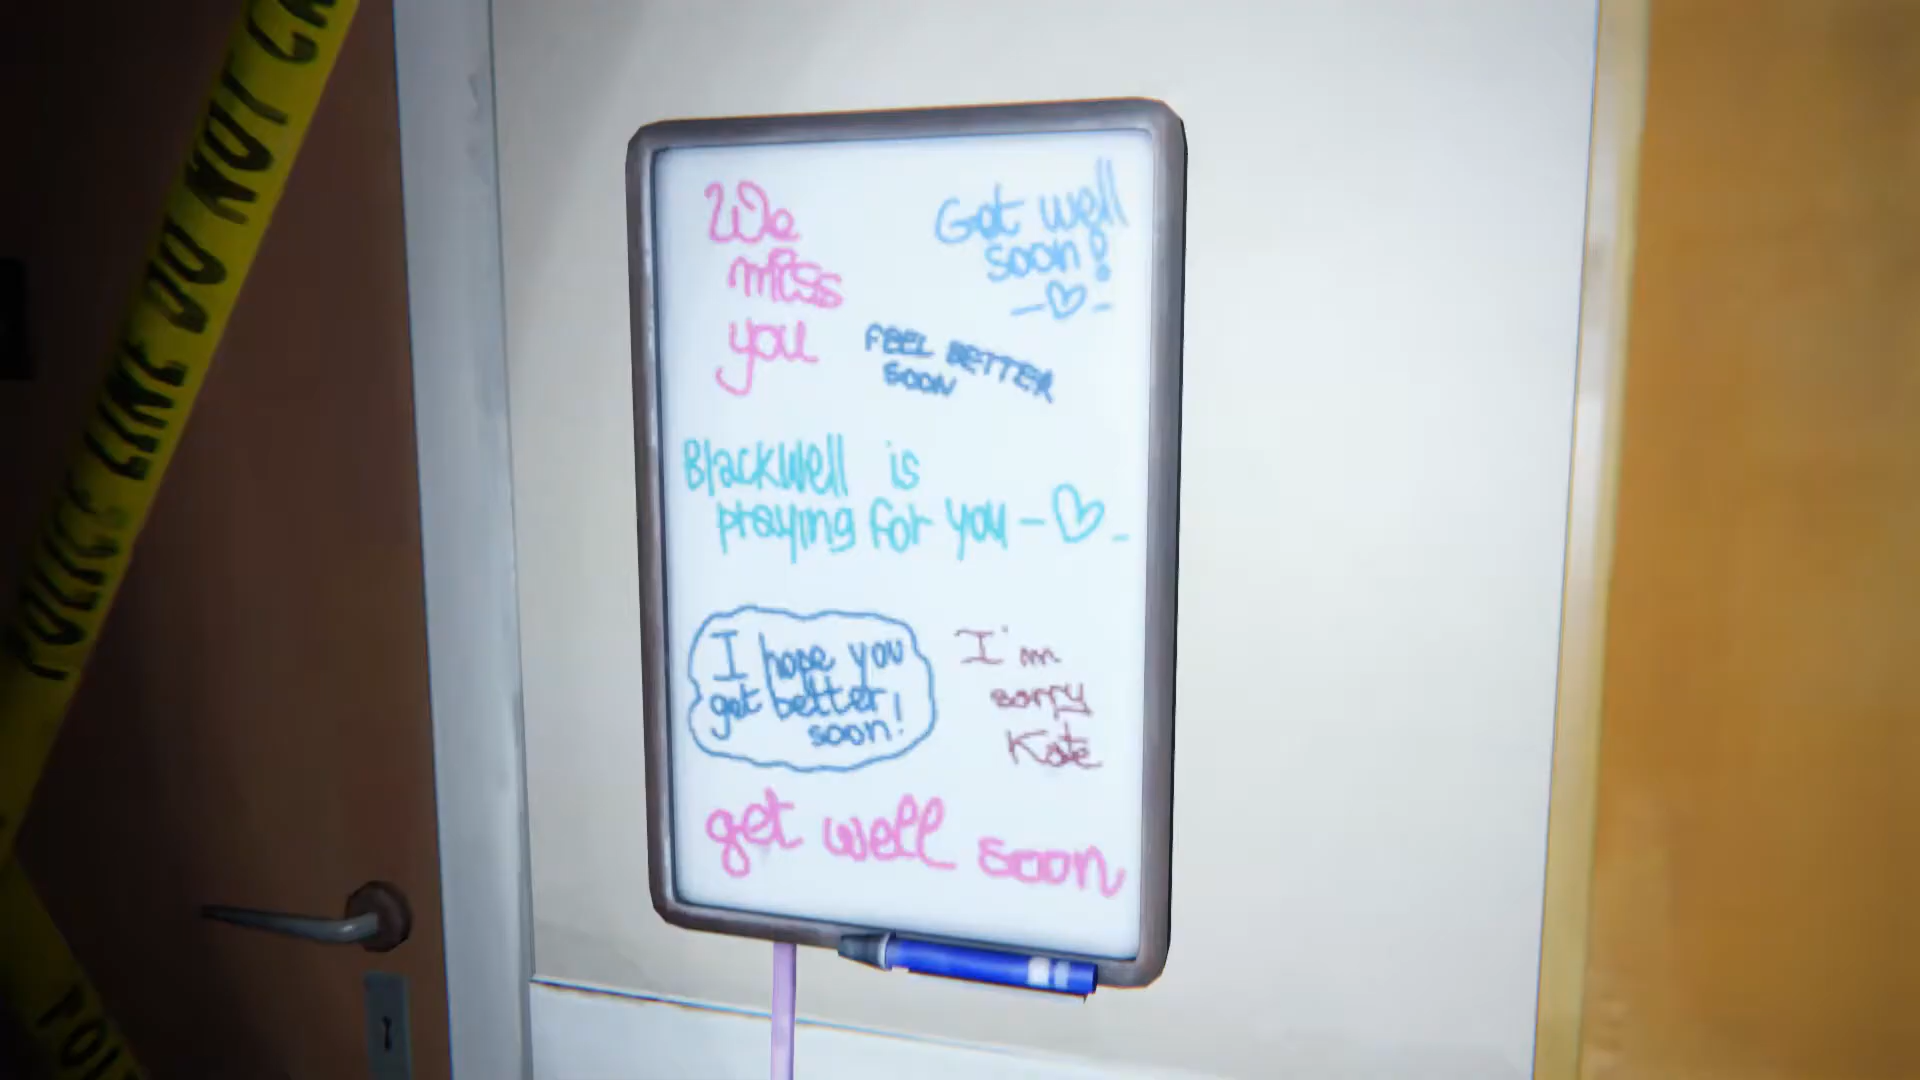 POLICE LINE DO NOT CR
We
miss
you
Get well
soon!
FEEL BETTER
SOON
Blackwell is
praying for you
I hope you
get better
soon!
I'm
sorry
Kate
get well soon
POLI